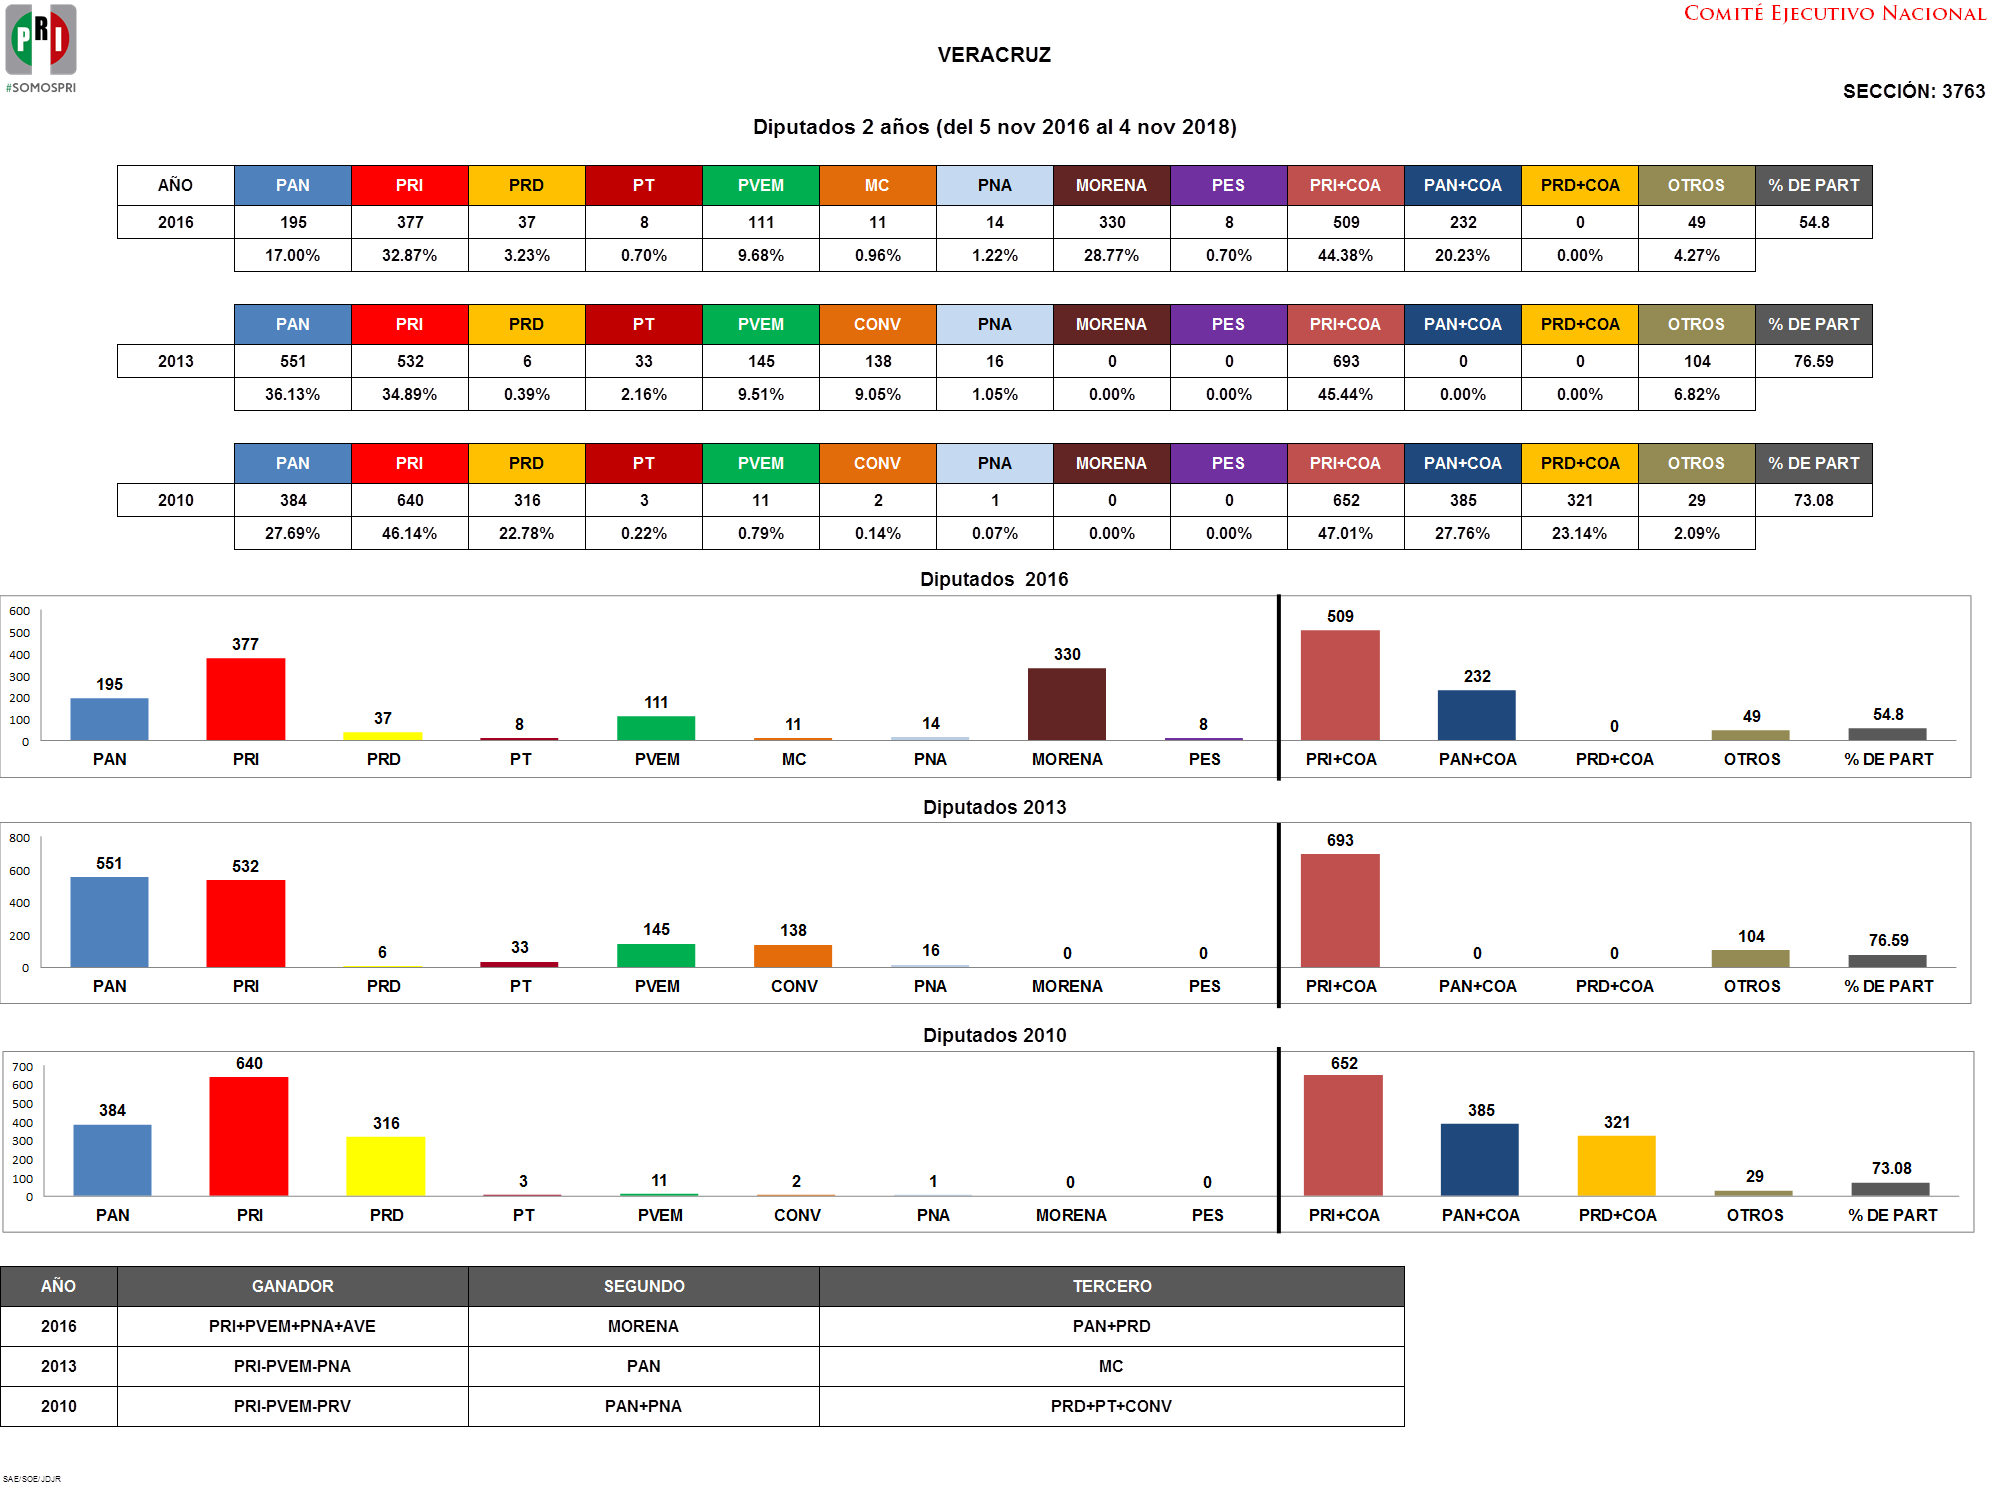 PRI
#SOMOSPRI
COMITÉ EJECUTIVO NACIONAL
VERACRUZ
SECCIÓN: 3763
Diputados 2 años (del 5 nov 2016 al 4 nov 2018)
AÑO PAN PRI PRD PT PVEM MC PNA MORENA PES PRI+COA PAN+COA PRD+COA OTROS % DE PART
2016 195 377 37 8 111 11 14 330 8 509 232 0 49 54.8
17.00% 32.87% 3.23% 0.70% 9.68% 0.96% 1.22% 28.77% 0.70% 44.38% 20.23% 0.00% 4.27%
PAN PRI PRD PT PVEM CONV PNA MORENA PES PRI+COA PAN+COA PRD+COA OTROS % DE PART
2013 551 532 6 33 145 138 16 0 0 693 0 0 104 76.59
36.13% 34.89% 0.39% 2.16% 9.51% 9.05% 1.05% 0.00% 0.00% 45.44% 0.00% 0.00% 6.82%
PAN PRI PRD PT PVEM CONV PNA MORENA PES PRI+COA PAN+COA PRD+COA OTROS % DE PART
2010 384 640 316 3 11 2 1 0 0 652 385 321 29 73.08
27.69% 46.14% 22.78% 0.22% 0.79% 0.14% 0.07% 0.00% 0.00% 47.01% 27.76% 23.14% 2.09%
Diputados 2016
600
500
400
300
200
100
0
195 377 37 8 111 11 14 330 8 509 232 0 49 54.8
PAN PRI PRD PT PVEM MC PNA MORENA PES PRI+COA PAN+COA PRD+COA OTROS % DE PART
Diputados 2013
800
600
400
200
0
551 532 6 33 145 138 16 0 0 693 0 0 104 76.59
PAN PRI PRD PT PVEM CONV PNA MORENA PES PRI+COA PAN+COA PRD+COA OTROS % DE PART
Diputados 2010
700
600
500
400
300
200
100
0
384 640 316 3 11 2 1 0 0 652 385 321 29 73.08
PAN PRI PRD PT PVEM CONV PNA MORENA PES PRI+COA PAN+COA PRD+COA OTROS % DE PART
AÑO GANADOR SEGUNDO TERCERO
2016 PRI+PVEM+PNA+AVE MORENA PAN+PRD
2013 PRI-PVEM-PNA PAN MC
2010 PRI-PVEM-PRV PAN+PNA PRD+PT+CONV
SAE/SOE/JDJR